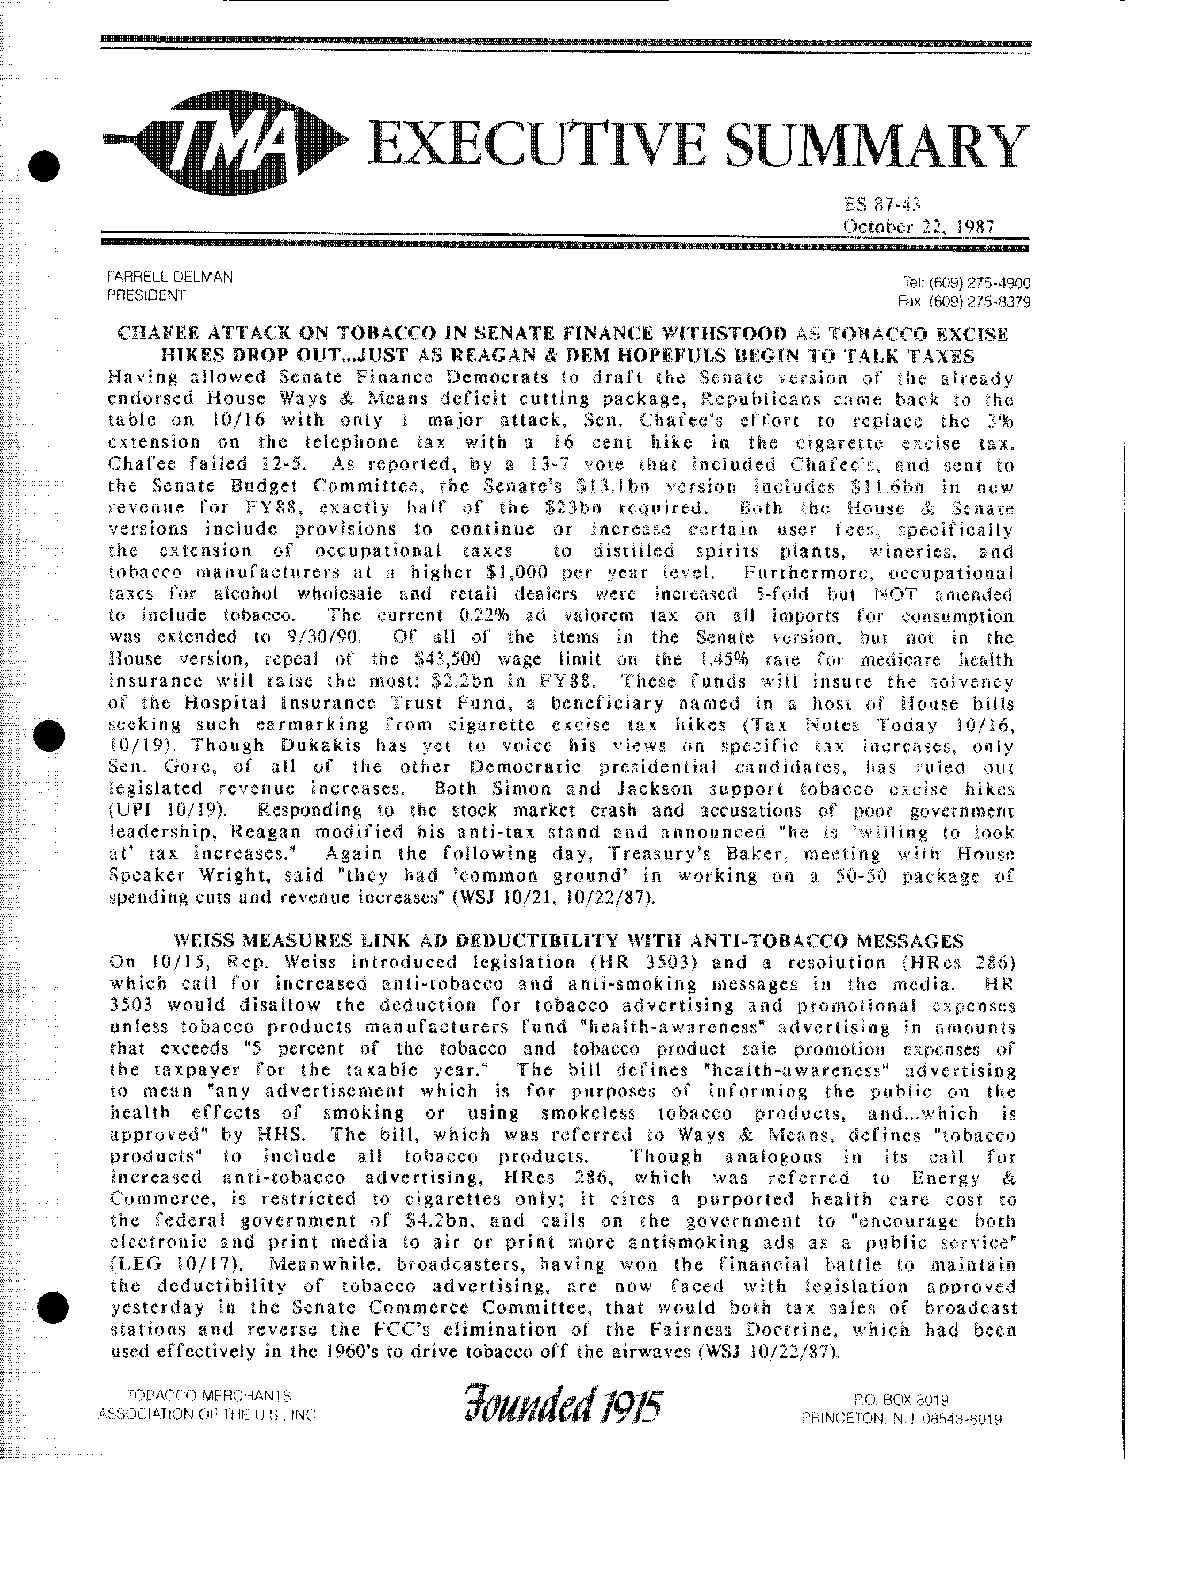 TMA EXECUTIVE SUMMARY
ES 87-43
October 22, 1987
FARRELL DELMAN
PRESIDENT
Tel: (609) 275-4900
Fax: (609) 275-8379
CHAFEE ATTACK ON TOBACCO IN SENATE FINANCE WITHSTOOD AS TOBACCO EXCISE
HIKES DROP OUT...JUST AS REAGAN & DEM HOPEFULS BEGIN TO TALK TAXES
Having allowed Senate Finance Democrats to draft the Senate version of the already
endorsed House Ways & Means deficit cutting package, Republicans came back to the
table on 10/16 with only 1 major attack, Sen. Chafee's effort to replace the 3%
extension on the telephone tax with a 16 cent hike in the cigarette excise tax.
Chafee failed 12-5. As reported, by a 13-7 vote that included Chafee's, and sent to
the Senate Budget Committee, the Senate's $13.1bn version includes $11.6bn in new
revenue for FY88, exactly half of the $23bn required. Both the House & Senate
versions include provisions to continue or increase certain user fees, specifically
the extension of occupational taxes to distilled spirits plants, wineries, and
tobacco manufacturers at a higher $1,000 per year level. Furthermore, occupational
taxes for alcohol wholesale and retail dealers were increased 5-fold but NOT amended
to include tobacco. The current 0.22% ad valorem tax on all imports for consumption
was extended to 9/30/90. Of all of the items in the Senate version, but not in the
House version, repeal of the $43,500 wage limit on the 1.45% rate for medicare health
insurance will raise the most: $2.2bn in FY88. These funds will insure the solvency
of the Hospital Insurance Trust Fund, a beneficiary named in a host of House bills
seeking such earmarking from cigarette excise tax hikes (Tax Notes Today 10/16,
10/19). Though Dukakis has yet to voice his views on specific tax increases, only
Sen. Gore, of all of the other Democratic presidential candidates, has ruled out
legislated revenue increases. Both Simon and Jackson support tobacco excise hikes
(UPI 10/19). Responding to the stock market crash and accusations of poor government
leadership, Reagan modified his anti-tax stand and announced "he is 'willing to look
at' tax increases." Again the following day, Treasury's Baker, meeting with House
Speaker Wright, said "they had 'common ground' in working on a 50-50 package of
spending cuts and revenue increases" (WSJ 10/21, 10/22/87).
WEISS MEASURES LINK AD DEDUCTIBILITY WITH ANTI-TOBACCO MESSAGES
On 10/15, Rep. Weiss introduced legislation (HR 3503) and a resolution (HRes 286)
which call for increased anti-tobacco and anti-smoking messages in the media. HR
3503 would disallow the deduction for tobacco advertising and promotional expenses
unless tobacco products manufacturers fund "health-awareness" advertising in amounts
that exceeds "5 percent of the tobacco and tobacco product sale promotion expenses of
the taxpayer for the taxable year." The bill defines "health-awareness" advertising
to mean "any advertisement which is for purposes of informing the public on the
health effects of smoking or using smokeless tobacco products, and...which is
approved" by HHS. The bill, which was referred to Ways & Means, defines "tobacco
products" to include all tobacco products. Though analogous in its call for
increased anti-tobacco advertising, HRes 286, which was referred to Energy &
Commerce, is restricted to cigarettes only; it cites a purported health care cost to
the federal government of $4.2bn, and calls on the government to "encourage both
electronic and print media to air or print more antismoking ads as a public service"
(LEG 10/17). Meanwhile, broadcasters, having won the financial battle to maintain
the deductibility of tobacco advertising, are now faced with legislation approved
yesterday in the Senate Commerce Committee, that would both tax sales of broadcast
stations and reverse the FCC's elimination of the Fairness Doctrine, which had been
used effectively in the 1960's to drive tobacco off the airwaves (WSJ 10/22/87).
TOBACCO MERCHANTS
ASSOCIATION OF THE U.S., INC.
Founded 1915
P.O. BOX 8019
PRINCETON, N.J. 08543-8019